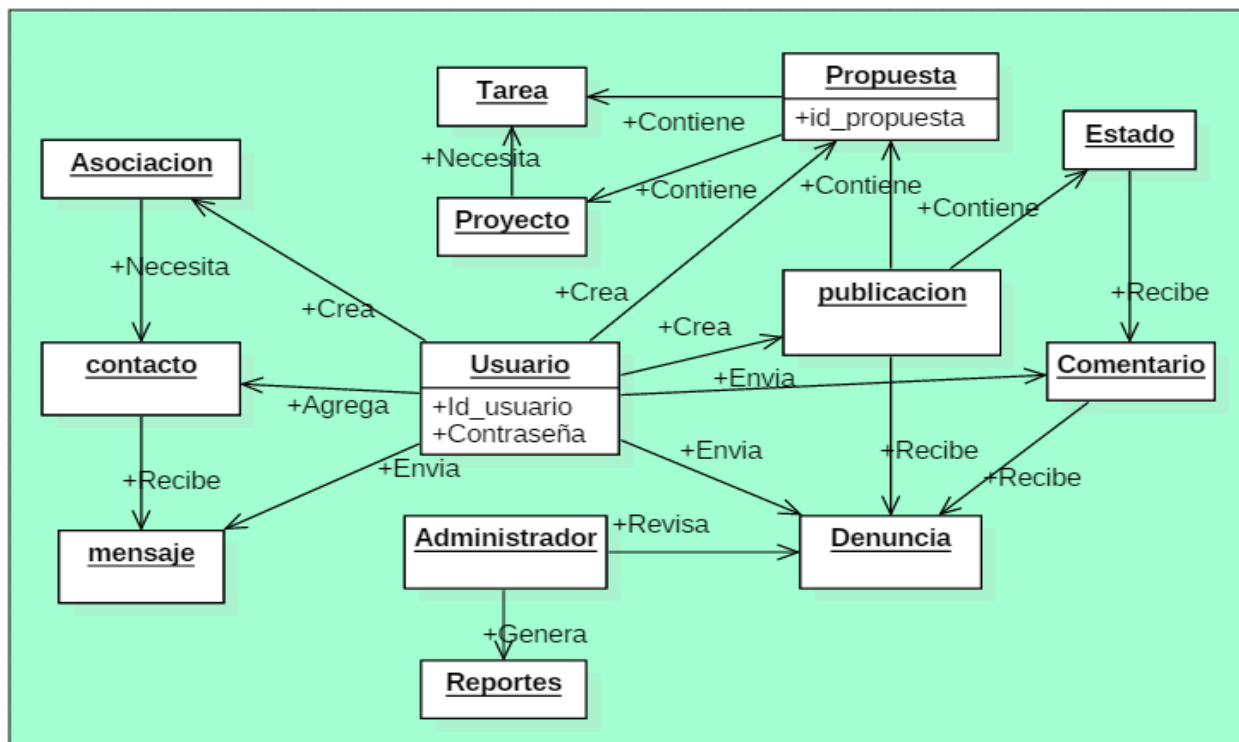 Propuesta
+id_propuesta
Tarea
+Contiene
Estado
+Necesita
Asociacion
+Contiene
+Contiene
+Contiene
Proyecto
+Necesita
+Crea
publicacion
+Recibe
+Crea
+Crea
contacto
Usuario
+Id_usuario
+Contraseña
Comentario
+Envia
+Agrega
+Envia
+Envia
+Recibe
+Recibe
+Recibe
+Revisa
mensaje
Administrador
Denuncia
+Genera
Reportes